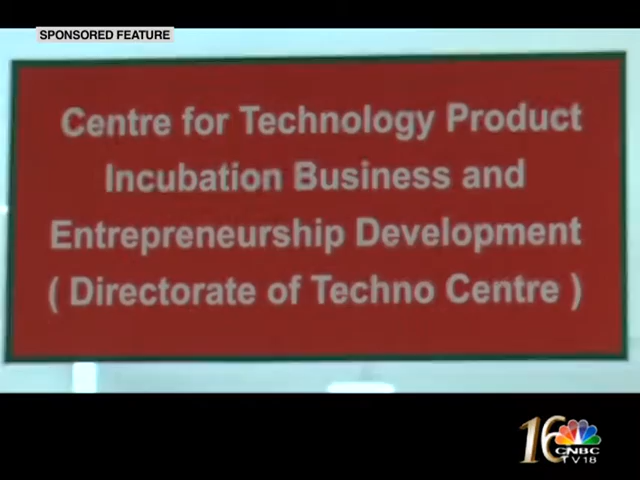 SPONSORED FEATURE
Centre for Technology Product
Incubation Business and
Entrepreneurship Development
( Directorate of Techno Centre )
16
CNBC
TV18